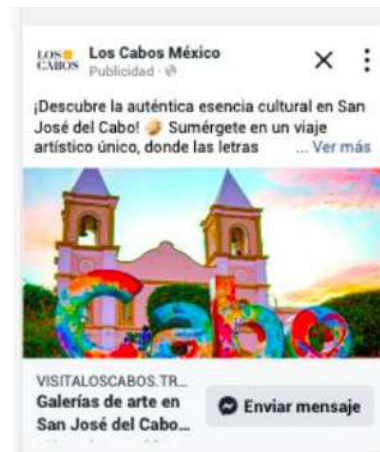 LOS CABOS
Los Cabos México
Publicidad ·
¡Descubre la auténtica esencia cultural en San
José del Cabo! Sumérgete en un viaje
artístico único, donde las letras ... Ver más
Cabo
VISITALOSCABOS.TR...
Galerías de arte en
San José del Cabo...
Enviar mensaje